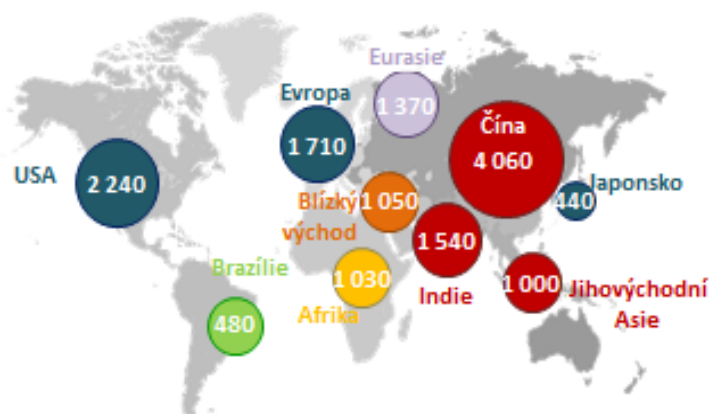 Eurasie
1 370
Evropa
1 710
Čína
4 060
USA
2 240
Japonsko
440
Blízký
východ
1 050
1 540
Indie
Brazílie
480
1 030
Afrika
1 000
Jihovýchodní
Asie